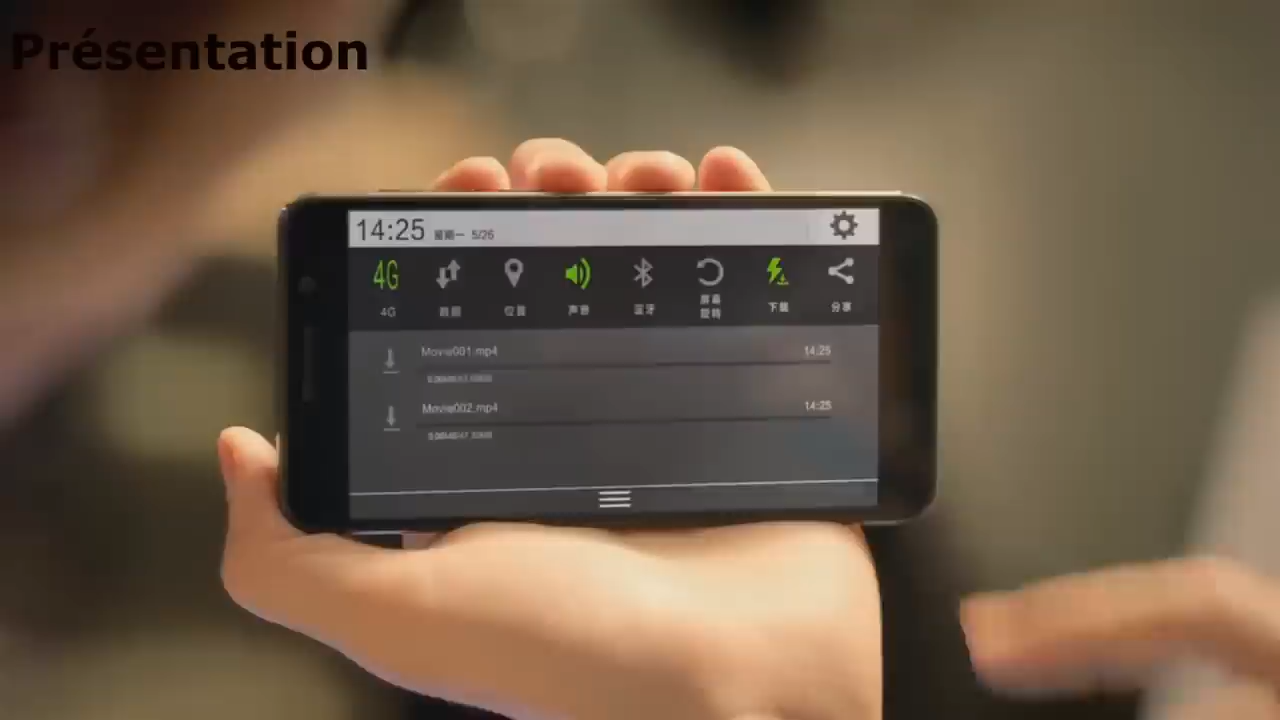 Présentation
14:25 星期一 5/26
4G
4G 数据 位置 声音 蓝牙 屏幕 下载 分享
旋转
Movie001.mp4 14:25
Movie002.mp4 14:25